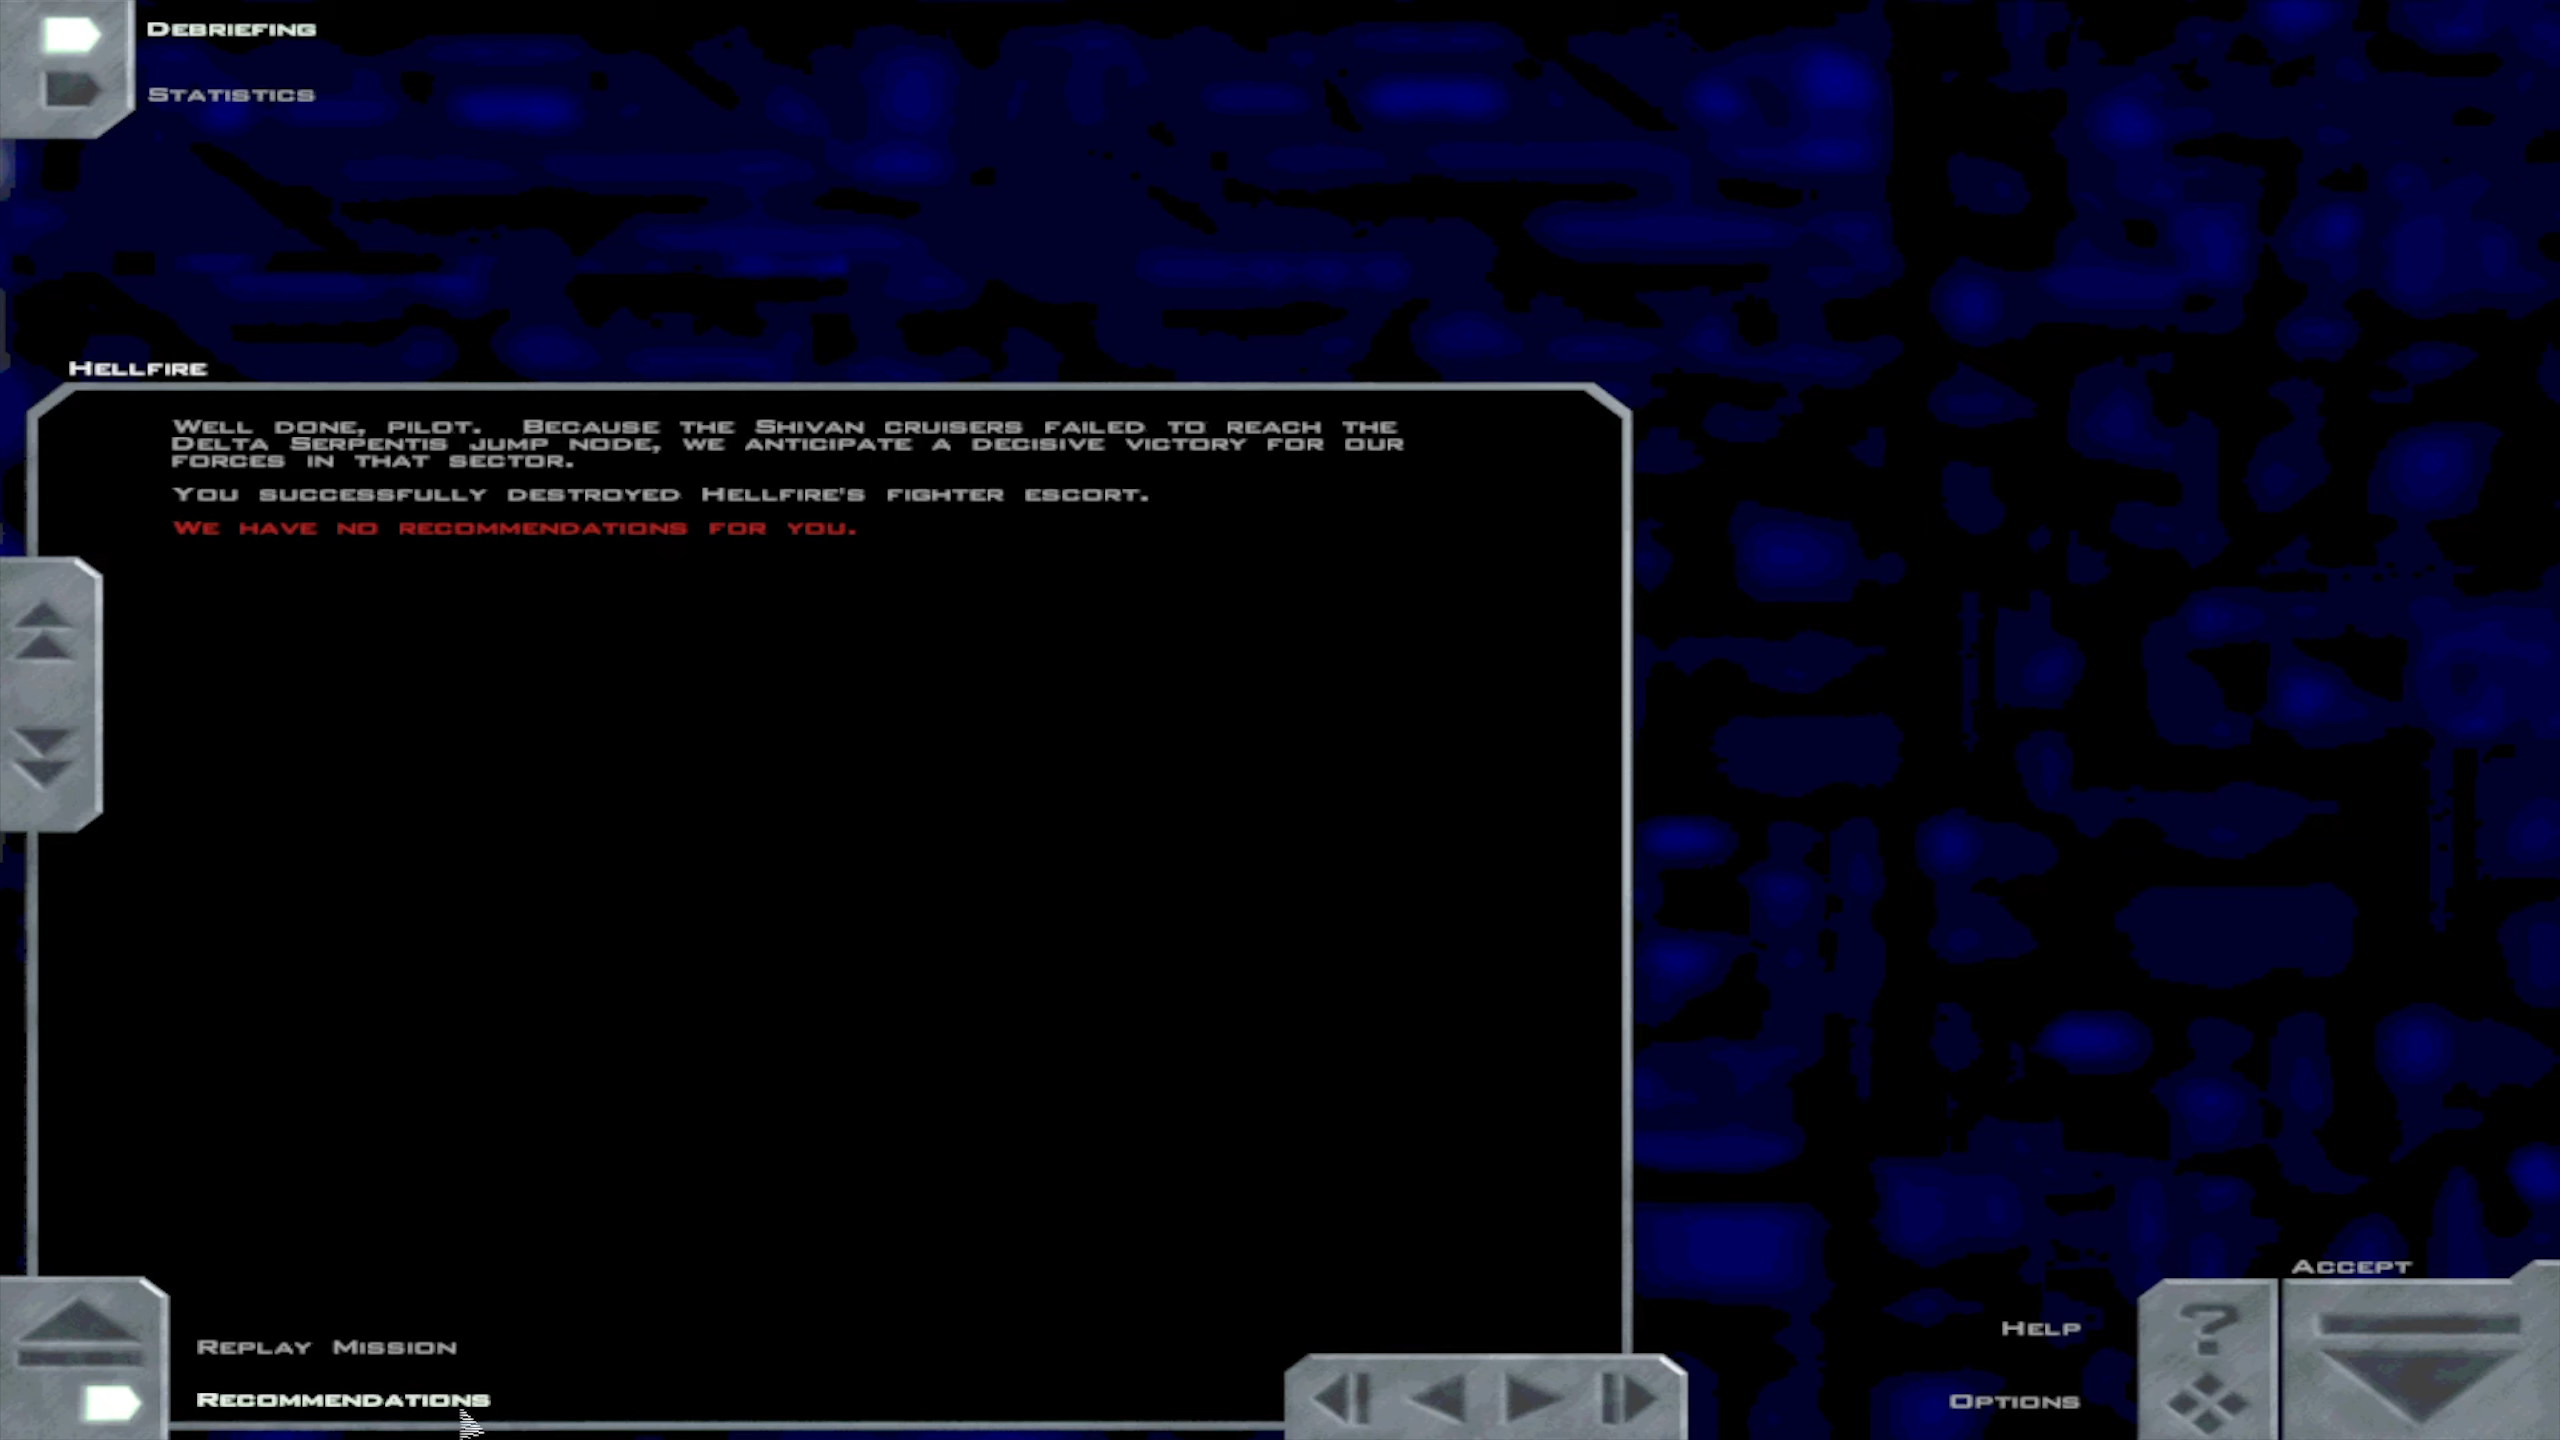 Debriefing
Statistics
Hellfire
Well done, pilot.  Because the Shivan cruisers failed to reach the
Delta Serpentis jump node, we anticipate a decisive victory for our
forces in that sector.
You successfully destroyed Hellfire's fighter escort.
We have no recommendations for you.
Accept
Replay Mission
Help
Recommendations
Options